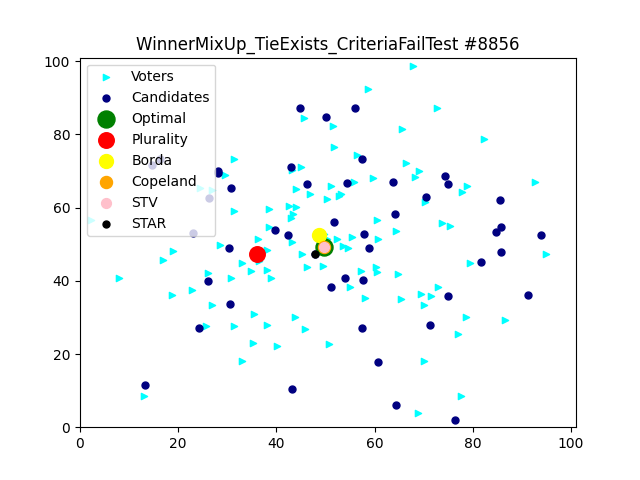 WinnerMixUp_TieExists_CriteriaFailTest #8856
100
80
60
40
20
0
Voters
Candidates
Optimal
Plurality
Borda
Copeland
STV
STAR
0 20 40 60 80 100